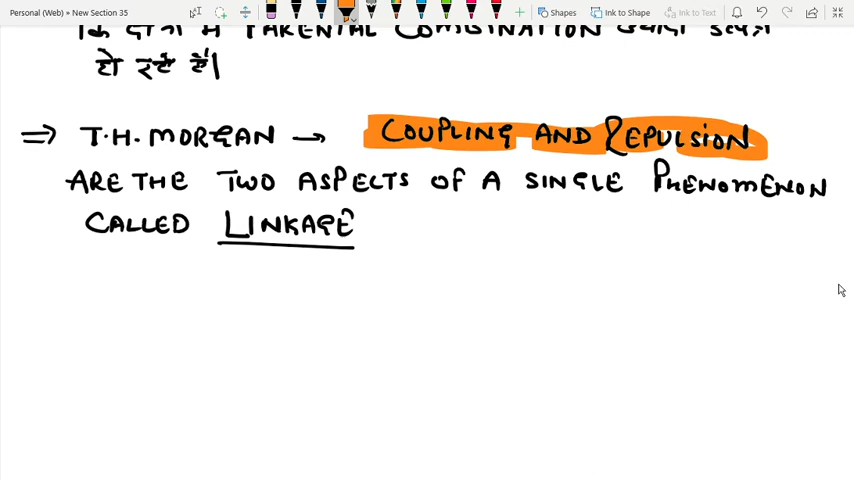 Personal (Web) » New Section 35
Shapes
Ink to Shape
Ink to Text
में PARENTAL COMBINATION
हो रहे हैं।
⇒ T.H. MORGAN → COUPLING AND REPULSION
ARE THE TWO ASPECTS OF A SINGLE PHENOMENON
CALLED LINKAGE